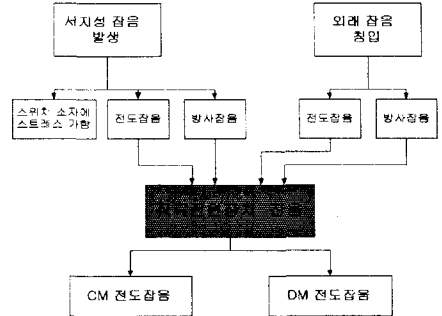 서지성 잡음
발생
외래 잡음
침입
스위치 소자에
스트레스 가함
전도잡음
방사잡음
전도잡음
방사잡음
잡음
CM 전도잡음
DM 전도잡음